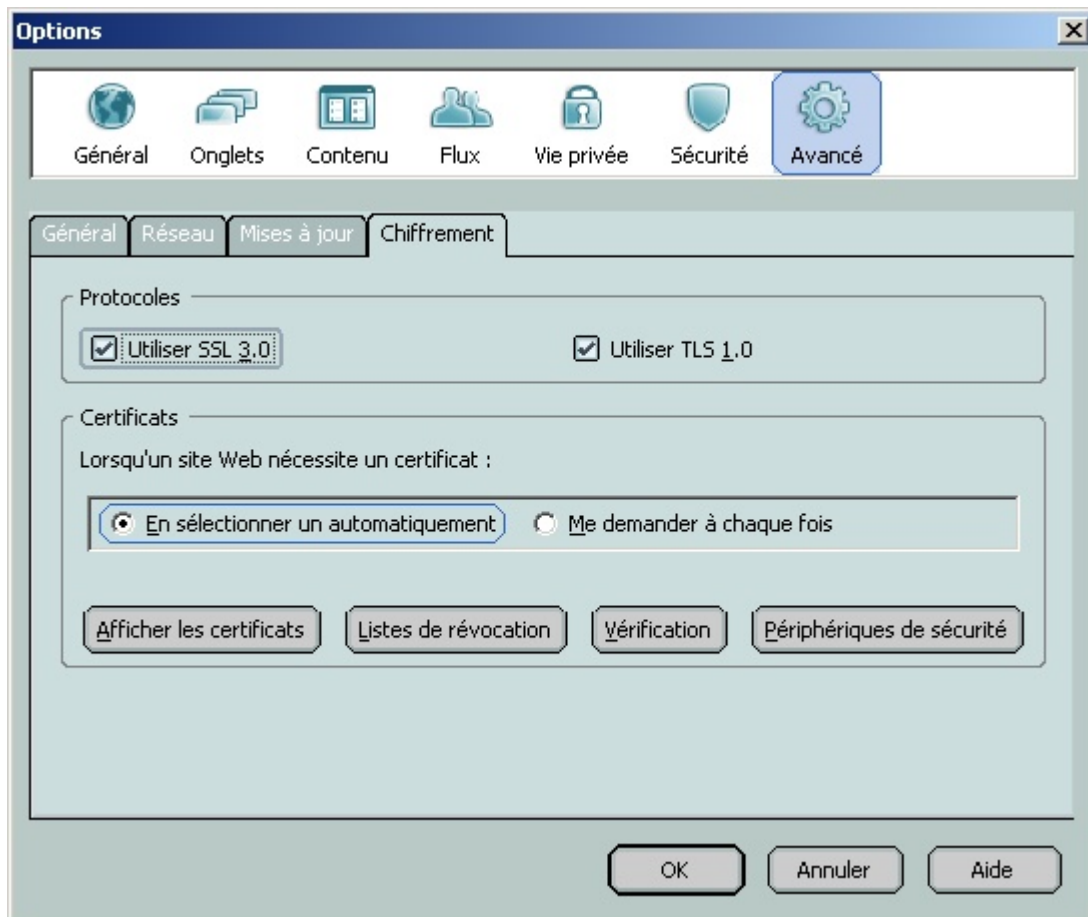 Options
Général Onglets Contenu Flux Vie privée Sécurité Avancé
Général Réseau Mises à jour Chiffrement
Protocoles
Utiliser SSL 3.0 Utiliser TLS 1.0
Certificats
Lorsqu'un site Web nécessite un certificat :
En sélectionner un automatiquement Me demander à chaque fois
Afficher les certificats Listes de révocation Vérification Périphériques de sécurité
OK Annuler Aide